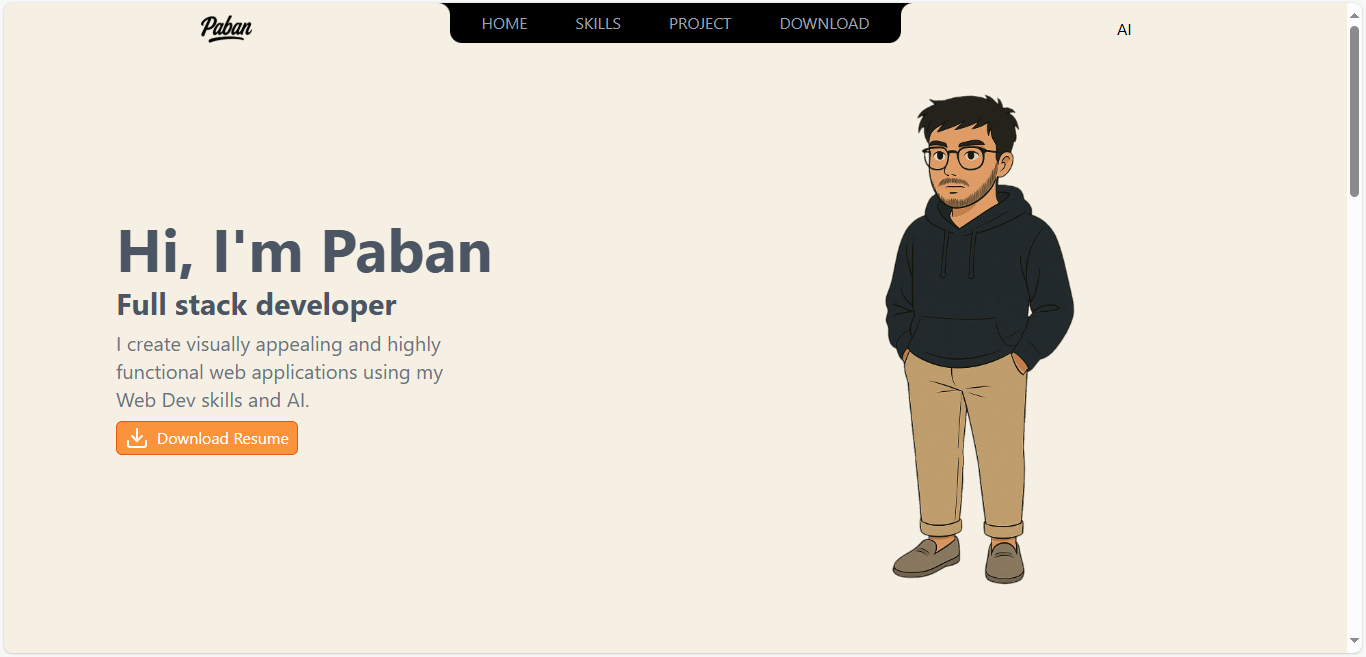 Paban
HOME SKILLS PROJECT DOWNLOAD
AI
Hi, I'm Paban
Full stack developer
I create visually appealing and highly
functional web applications using my
Web Dev skills and AI.
Download Resume